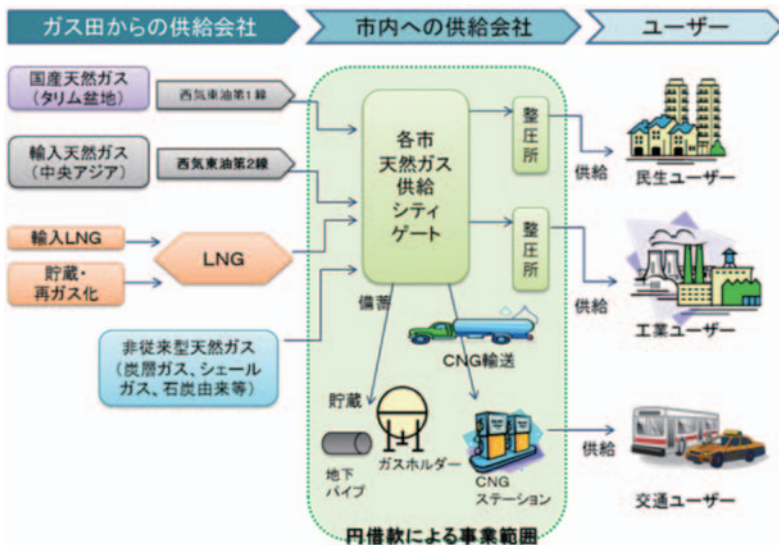 ガス田からの供給会社
市内への供給会社
ユーザー
国産天然ガス
(タリム盆地)
西気東油第1線
輸入天然ガス
(中央アジア)
西気東油第2線
輸入LNG
貯蔵・
再ガス化
LNG
非従来型天然ガス
(炭層ガス、シェール
ガス、石炭由来等)
各市
天然ガス
供給
シティ
ゲート
整圧所
整圧所
備蓄
CNG輸送
貯蔵
地下
パイプ
ガスホルダー
CNG
ステーション
円借款による事業範囲
供給
民生ユーザー
供給
工業ユーザー
供給
交通ユーザー